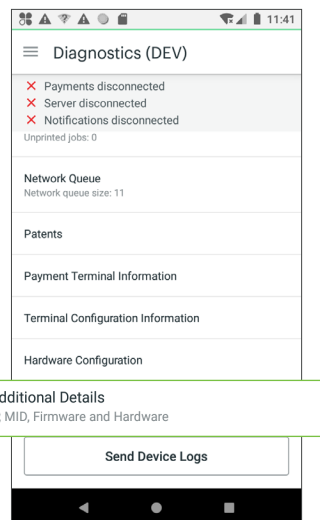 11:41
Diagnostics (DEV)
Payments disconnected
Server disconnected
Notifications disconnected
Unprinted jobs: 0
Network Queue
Network queue size: 11
Patents
Payment Terminal Information
Terminal Configuration Information
Hardware Configuration
dditional Details
, MID, Firmware and Hardware
Send Device Logs